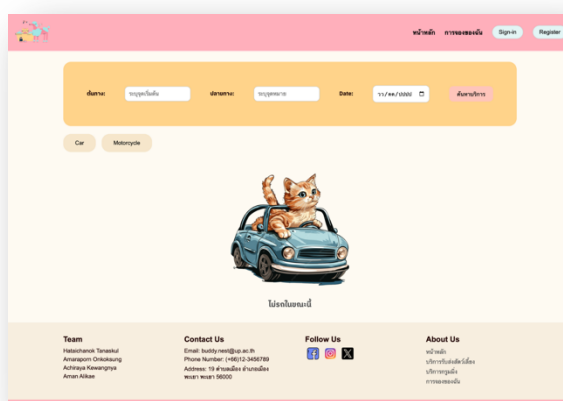 หน้าหลัก การจองของฉัน Sign-in Register
ต้นทาง: ระบุจุดเริ่มต้น ปลายทาง: ระบุจุดหมาย Date: วว/ดด/ปปปป ค้นหาบริการ
Car Motorcycle
ไม่รถในขณะนี้
Team
Hataichanok Tanaskul
Amaraporn Onkoksung
Achiraya Kewangnya
Aman Alikae
Contact Us
Email: buddy.nest@up.ac.th
Phone Number: (+66)12-3456789
Address: 19 ตำบลเมือง อำเภอเมือง
พะเยา พะเยา 56000
Follow Us
About Us
หน้าหลัก
บริการรับส่งสัตว์เลี้ยง
บริการกรูมมิ่ง
การจองของฉัน